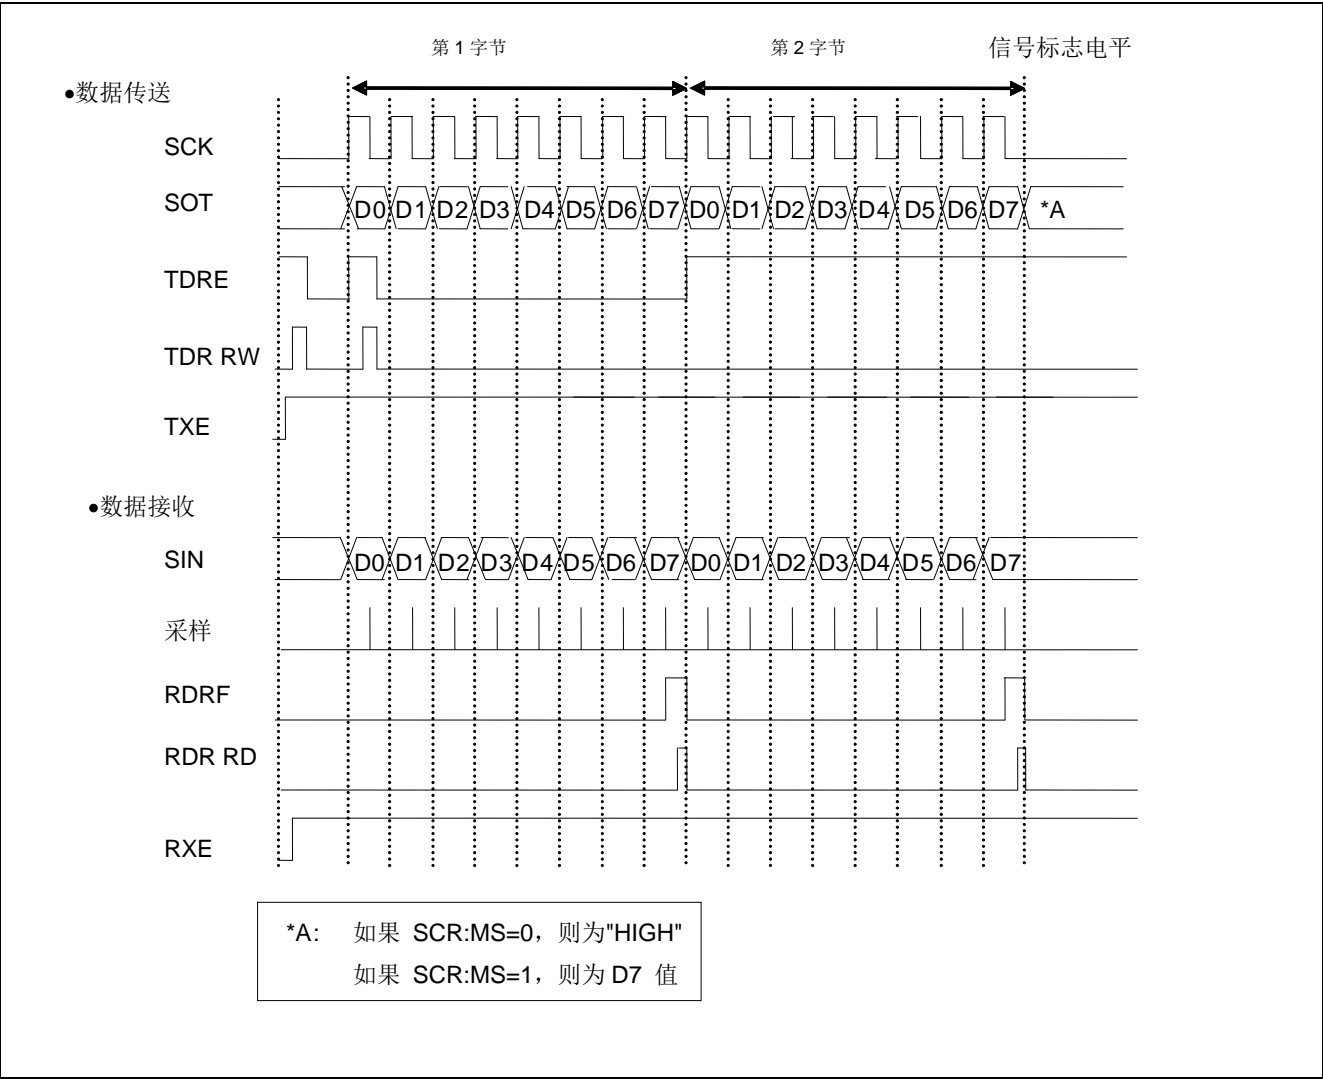 第 1 字节 第 2 字节 信号标志电平
●数据传送
SCK
SOT D0 D1 D2 D3 D4 D5 D6 D7 D0 D1 D2 D3 D4 D5 D6 D7 *A
TDRE
TDR RW
TXE
●数据接收
SIN D0 D1 D2 D3 D4 D5 D6 D7 D0 D1 D2 D3 D4 D5 D6 D7
采样
RDRF
RDR RD
RXE
*A: 如果 SCR:MS=0，则为"HIGH"
如果 SCR:MS=1，则为 D7 值